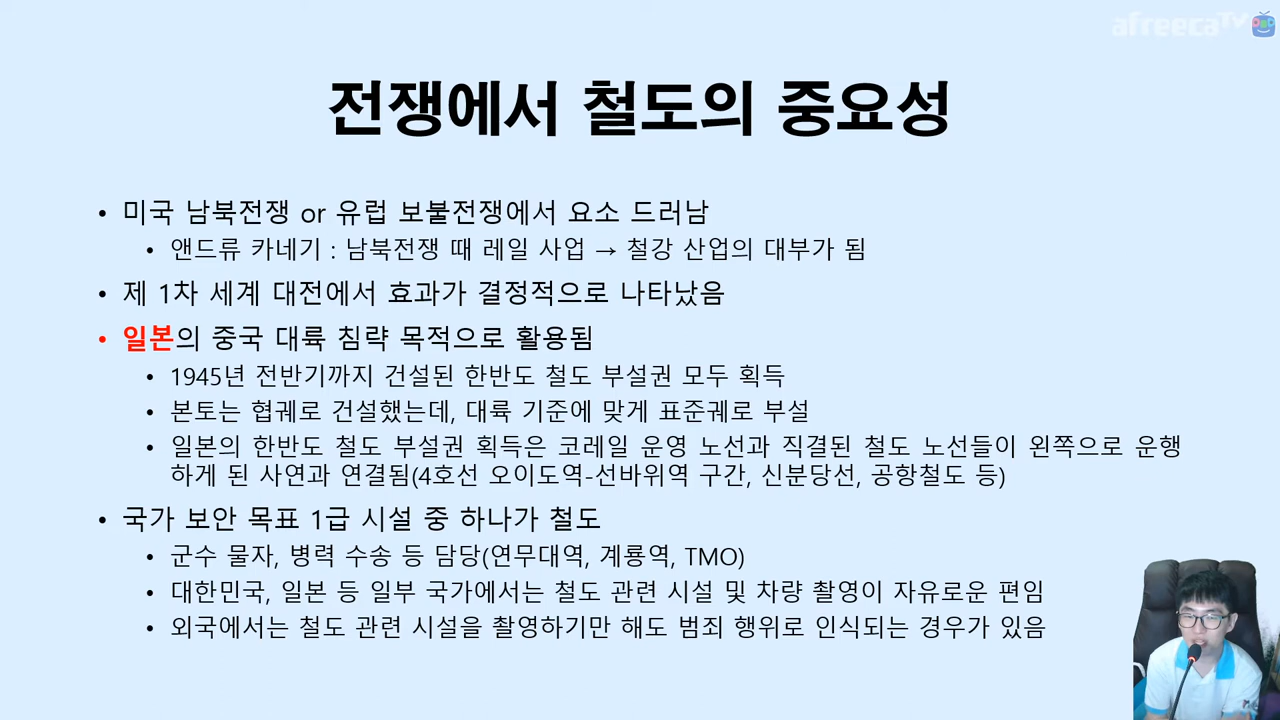 afreecaTV
전쟁에서 철도의 중요성
• 미국 남북전쟁 or 유럽 보불전쟁에서 요소 드러남
• 앤드류 카네기 : 남북전쟁 때 레일 사업 → 철강 산업의 대부가 됨
• 제 1차 세계 대전에서 효과가 결정적으로 나타났음
• 일본의 중국 대륙 침략 목적으로 활용됨
• 1945년 전반기까지 건설된 한반도 철도 부설권 모두 획득
• 본토는 협궤로 건설했는데, 대륙 기준에 맞게 표준궤로 부설
• 일본의 한반도 철도 부설권 획득은 코레일 운영 노선과 직결된 철도 노선들이 왼쪽으로 운행
하게 된 사연과 연결됨(4호선 오이도역-선바위역 구간, 신분당선, 공항철도 등)
• 국가 보안 목표 1급 시설 중 하나가 철도
• 군수 물자, 병력 수송 등 담당(연무대역, 계룡역, TMO)
• 대한민국, 일본 등 일부 국가에서는 철도 관련 시설 및 차량 촬영이 자유로운 편임
• 외국에서는 철도 관련 시설을 촬영하기만 해도 범죄 행위로 인식되는 경우가 있음